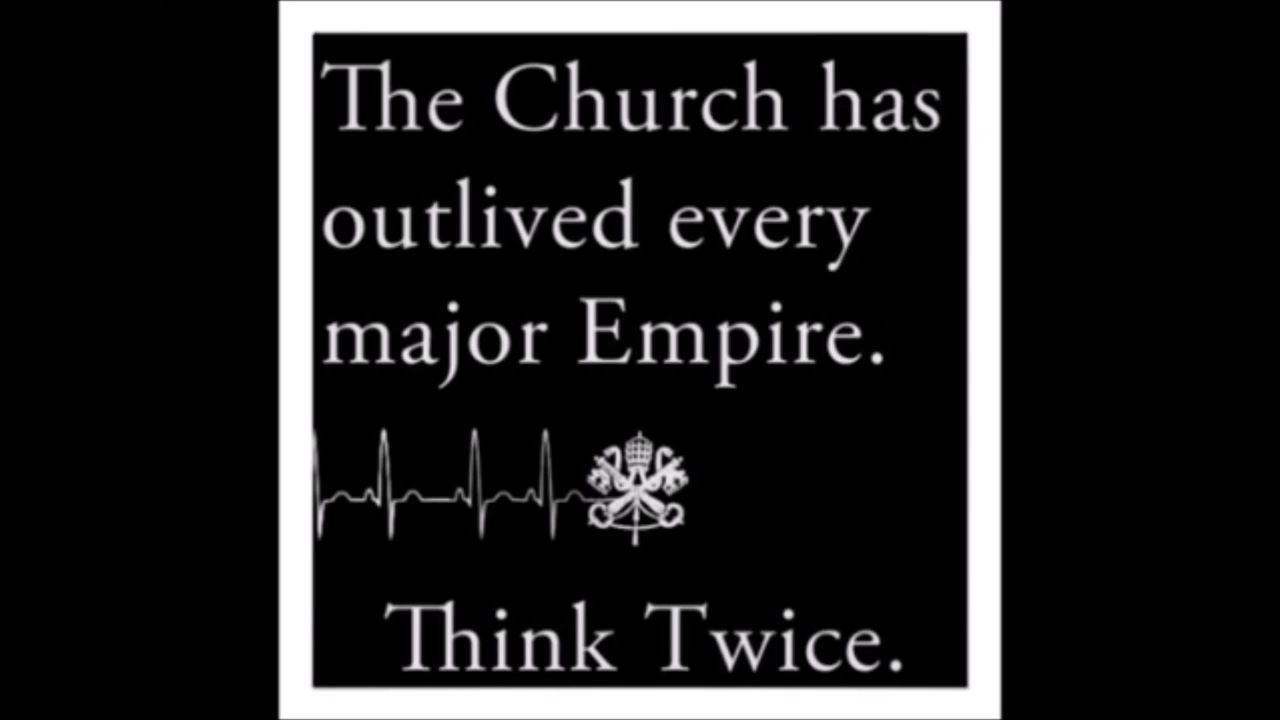 The Church has
outlived every
major Empire.
Think Twice.